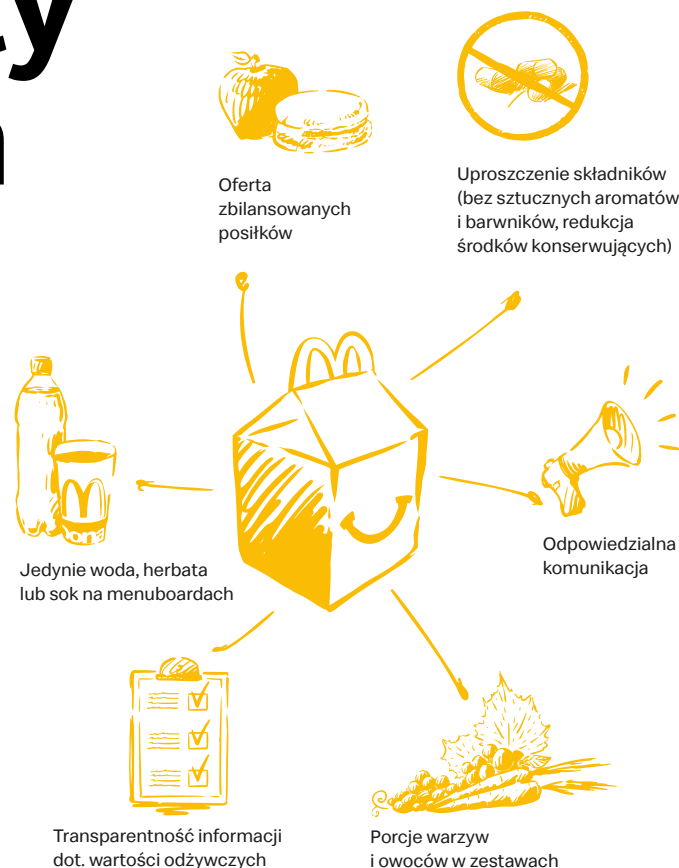 Oferta
zbilansowanych
posiłków
Uproszczenie składników
(bez sztucznych aromatów
i barwników, redukcja
środków konserwujących)
Jedynie woda, herbata
lub sok na menuboardach
Odpowiedzialna
komunikacja
Transparentność informacji
dot. wartości odżywczych
Porcje warzyw
i owoców w zestawach